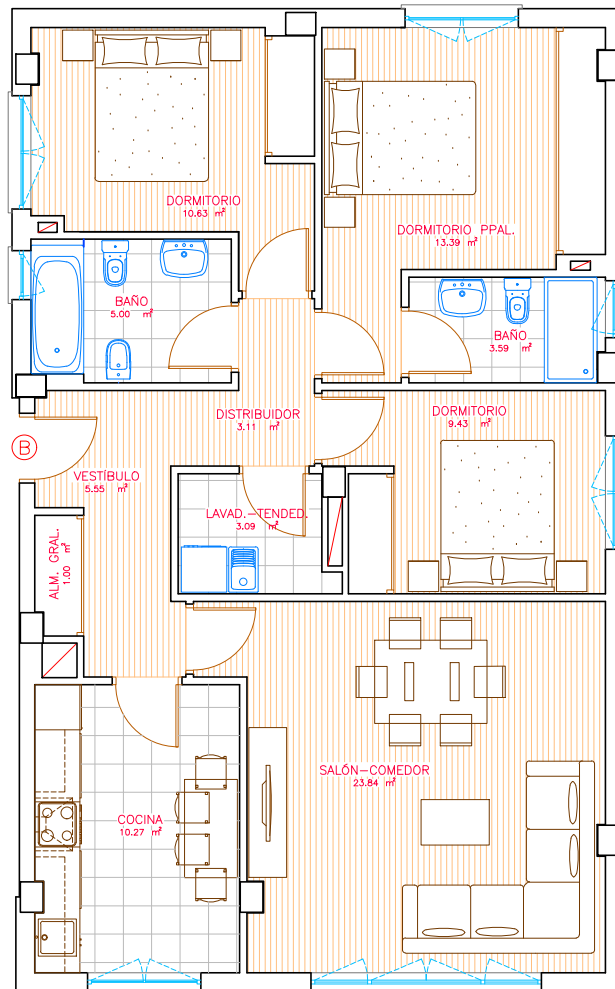 DORMITORIO
10.63 m²
DORMITORIO PPAL.
13.39 m²
BAÑO
5.00 m²
BAÑO
3.59 m²
DISTRIBUIDOR
3.11 m²
DORMITORIO
9.43 m²
B
VESTÍBULO
5.55 m²
LAVAD.-TENDED.
3.09 m²
ALM. GRAL.
1.00 m²
SALÓN-COMEDOR
23.84 m²
COCINA
10.27 m²